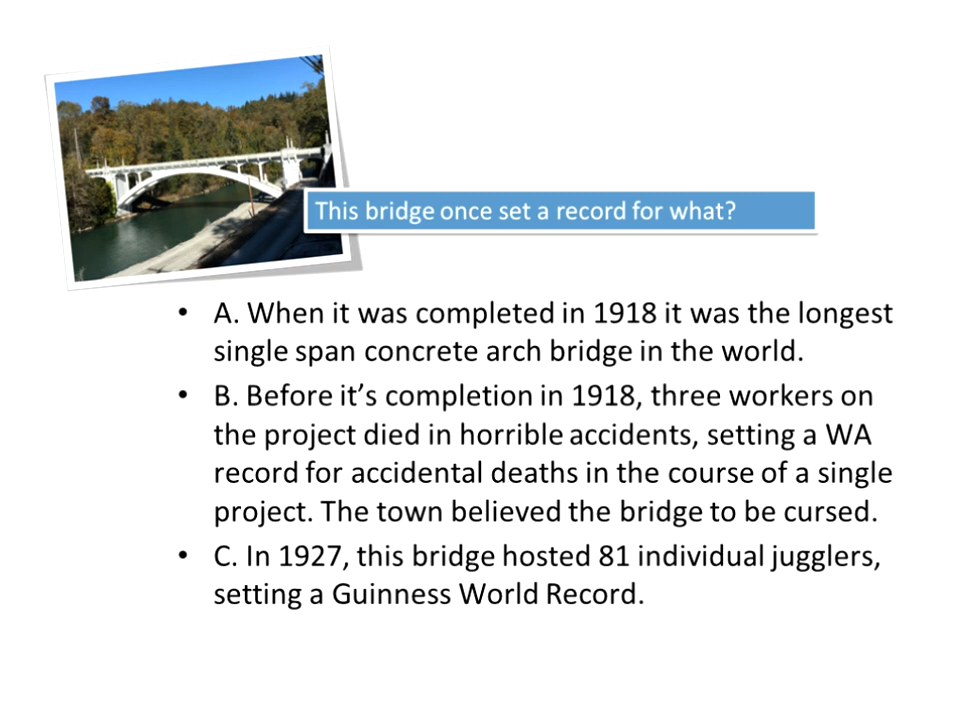 This bridge once set a record for what?
• A. When it was completed in 1918 it was the longest
single span concrete arch bridge in the world.
• B. Before it’s completion in 1918, three workers on
the project died in horrible accidents, setting a WA
record for accidental deaths in the course of a single
project. The town believed the bridge to be cursed.
• C. In 1927, this bridge hosted 81 individual jugglers,
setting a Guinness World Record.